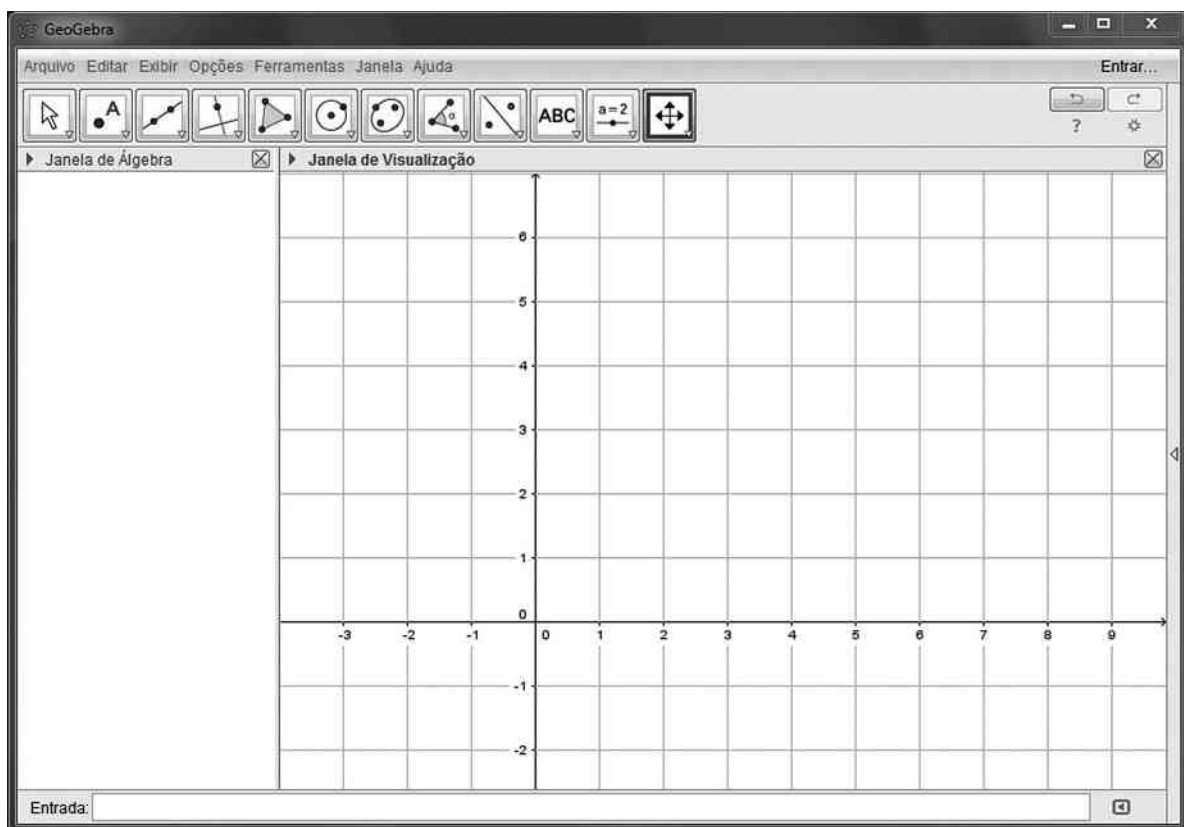 GeoGebra
Arquivo Editar Exibir Opções Ferramentas Janela Ajuda Entrar...
A α ABC a=2 ?
Janela de Álgebra Janela de Visualização
6
5
4
3
2
1
0
-3 -2 -1 0 1 2 3 4 5 6 7 8 9
-1
-2
Entrada: